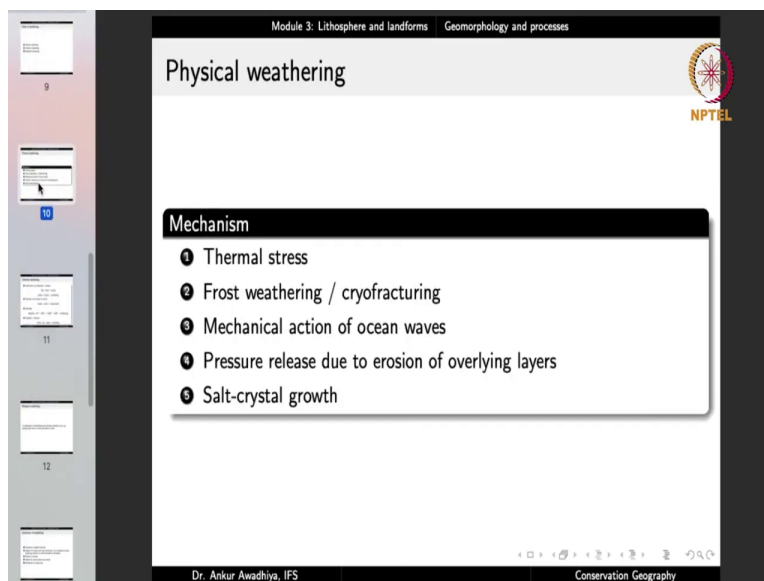 Module 3: Lithosphere and landforms Geomorphology and processes
Physical weathering
NPTEL
Mechanism
1 Thermal stress
2 Frost weathering / cryofracturing
3 Mechanical action of ocean waves
4 Pressure release due to erosion of overlying layers
5 Salt-crystal growth
9
10
11
12
Dr. Ankur Awadhiya, IFS Conservation Geography